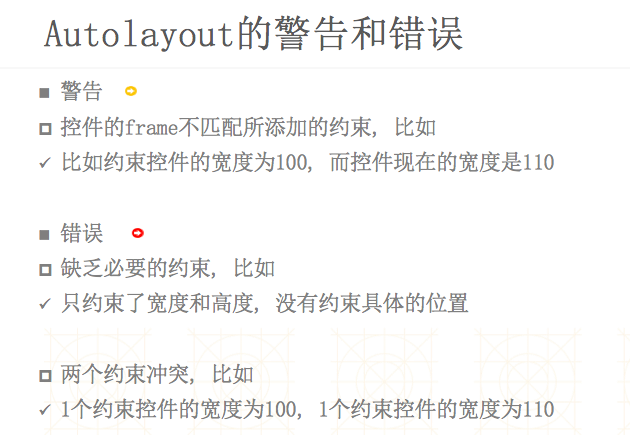 Autolayout的警告和错误
警告
控件的frame不匹配所添加的约束, 比如
比如约束控件的宽度为100, 而控件现在的宽度是110
错误
缺乏必要的约束, 比如
只约束了宽度和高度, 没有约束具体的位置
两个约束冲突, 比如
1个约束控件的宽度为100, 1个约束控件的宽度为110